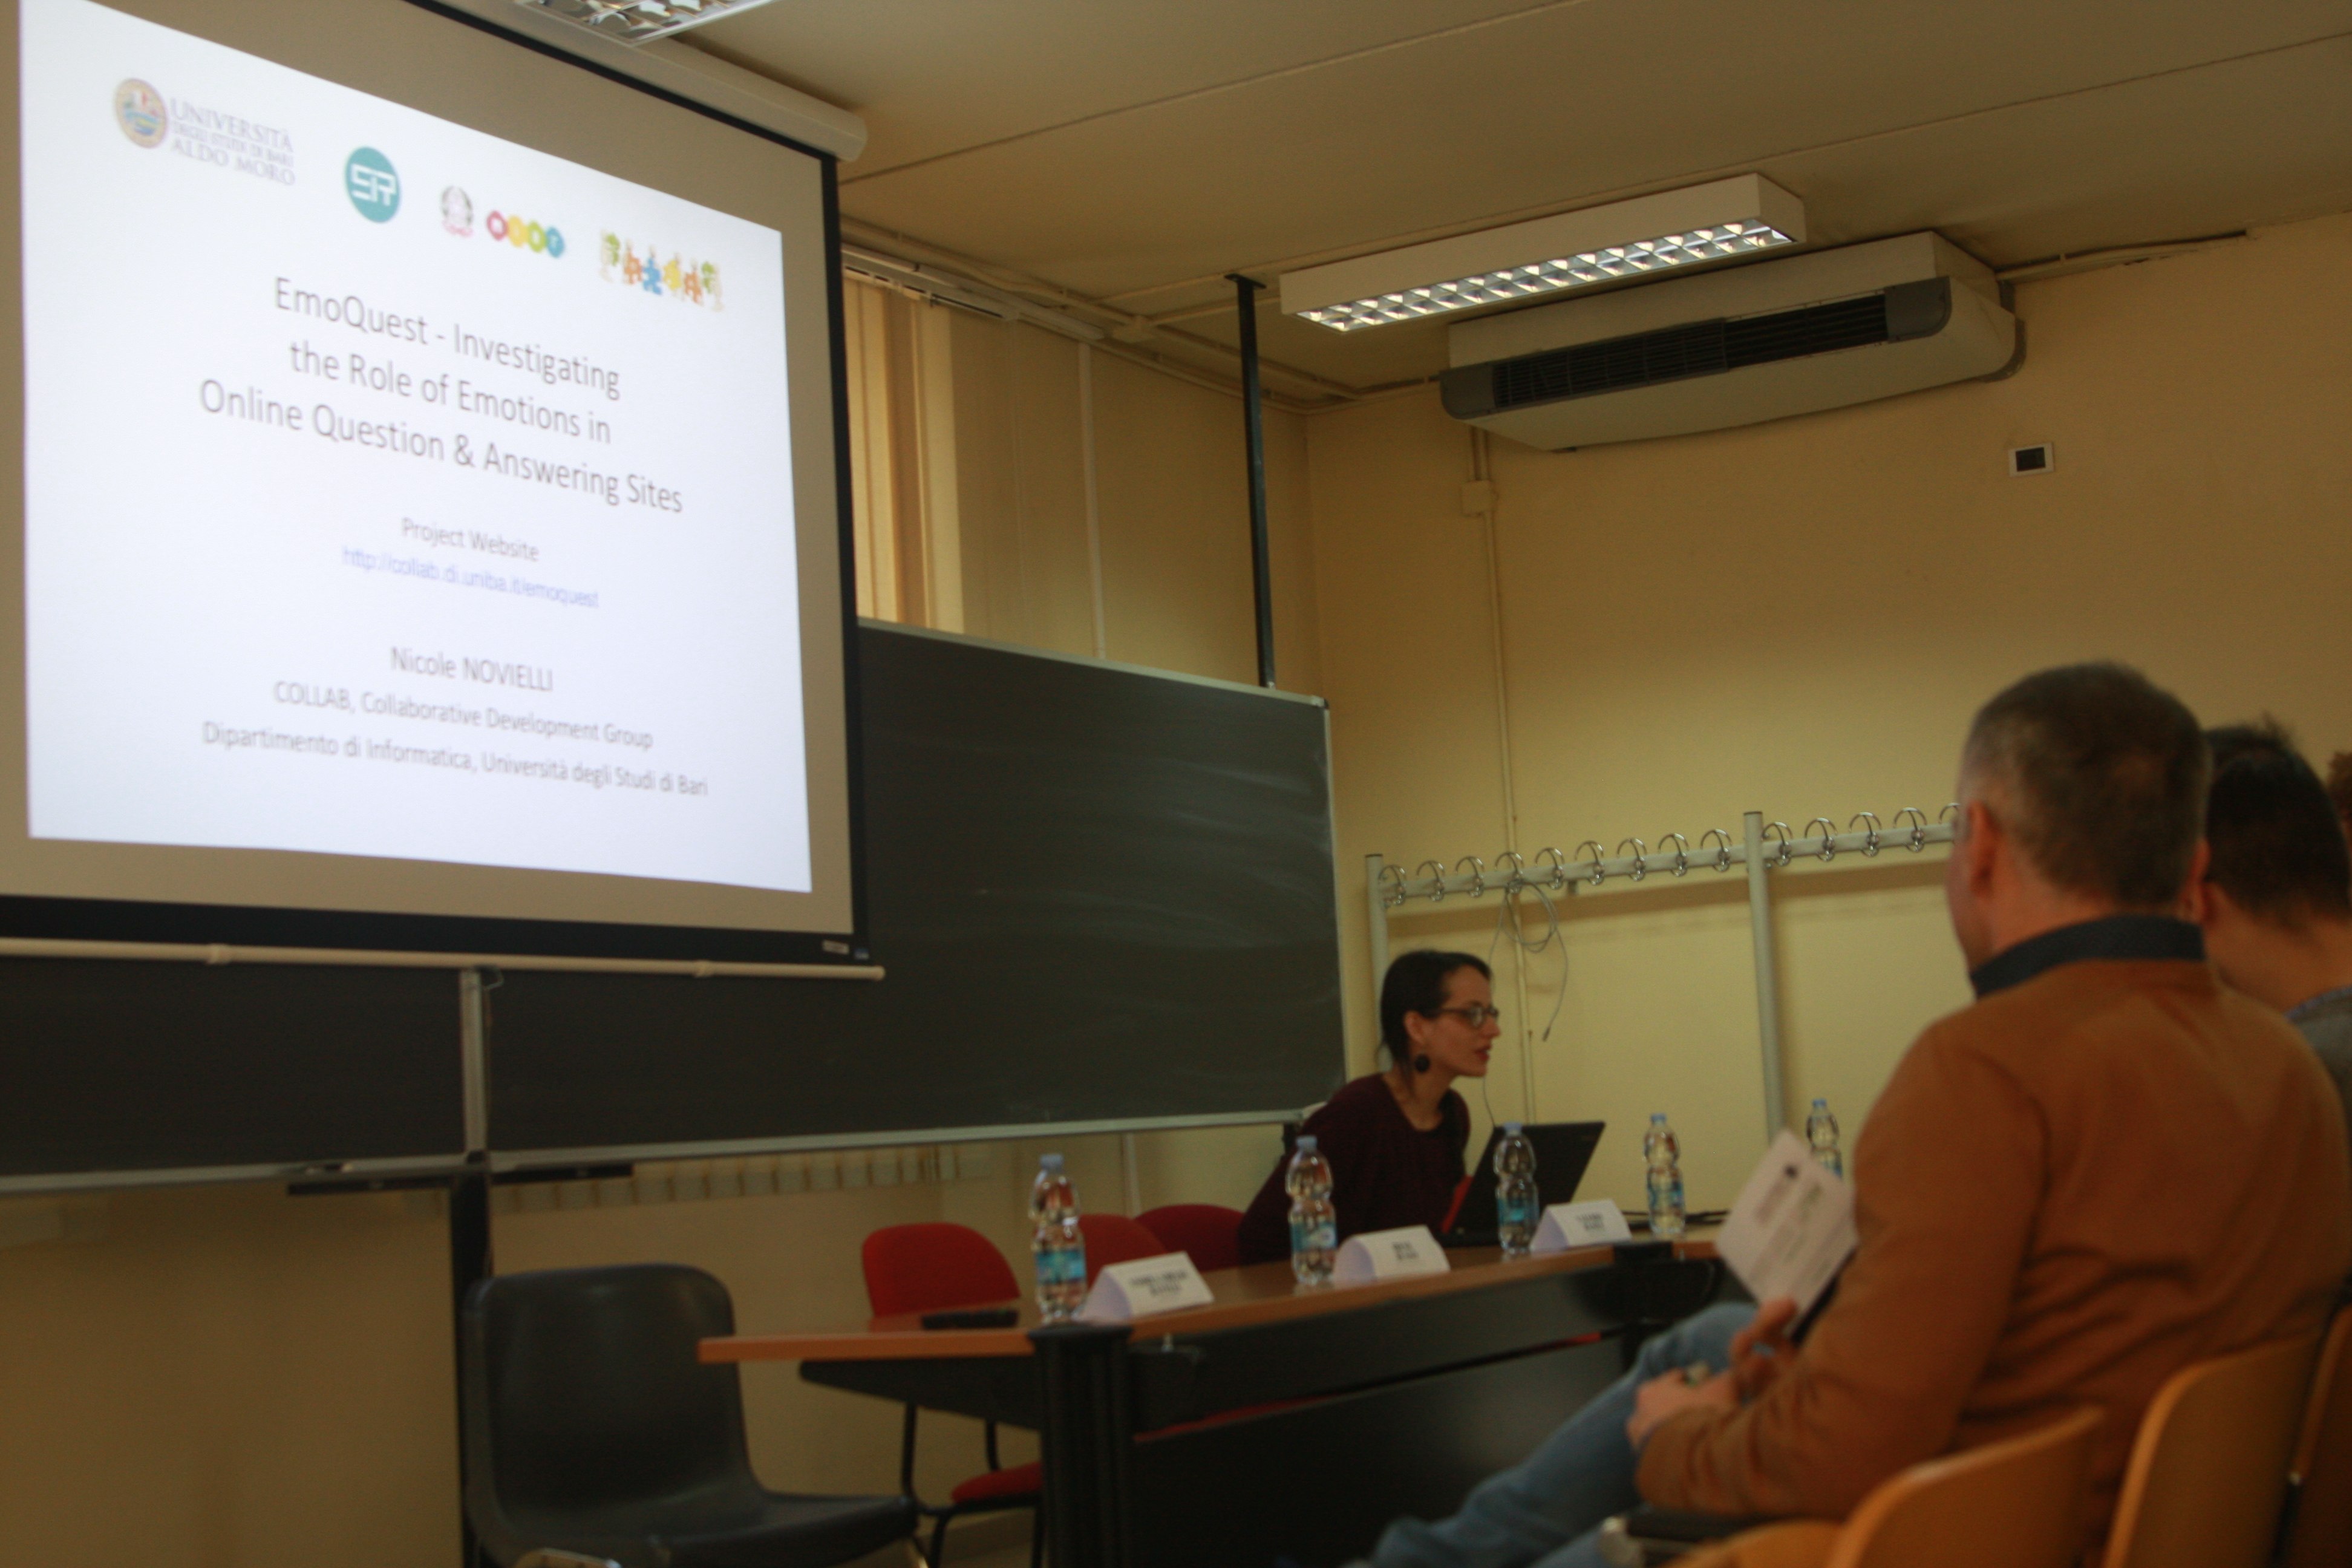 UNIVERSITÀ
DEGLI STUDI DI BARI
ALDO MORO
SIR
MIUR
EmoQuest - Investigating
the Role of Emotions in
Online Question & Answering Sites
Project Website
http://collab.di.uniba.it/emoquest
Nicole NOVIELLI
COLLAB, Collaborative Development Group
Dipartimento di Informatica, Università degli Studi di Bari